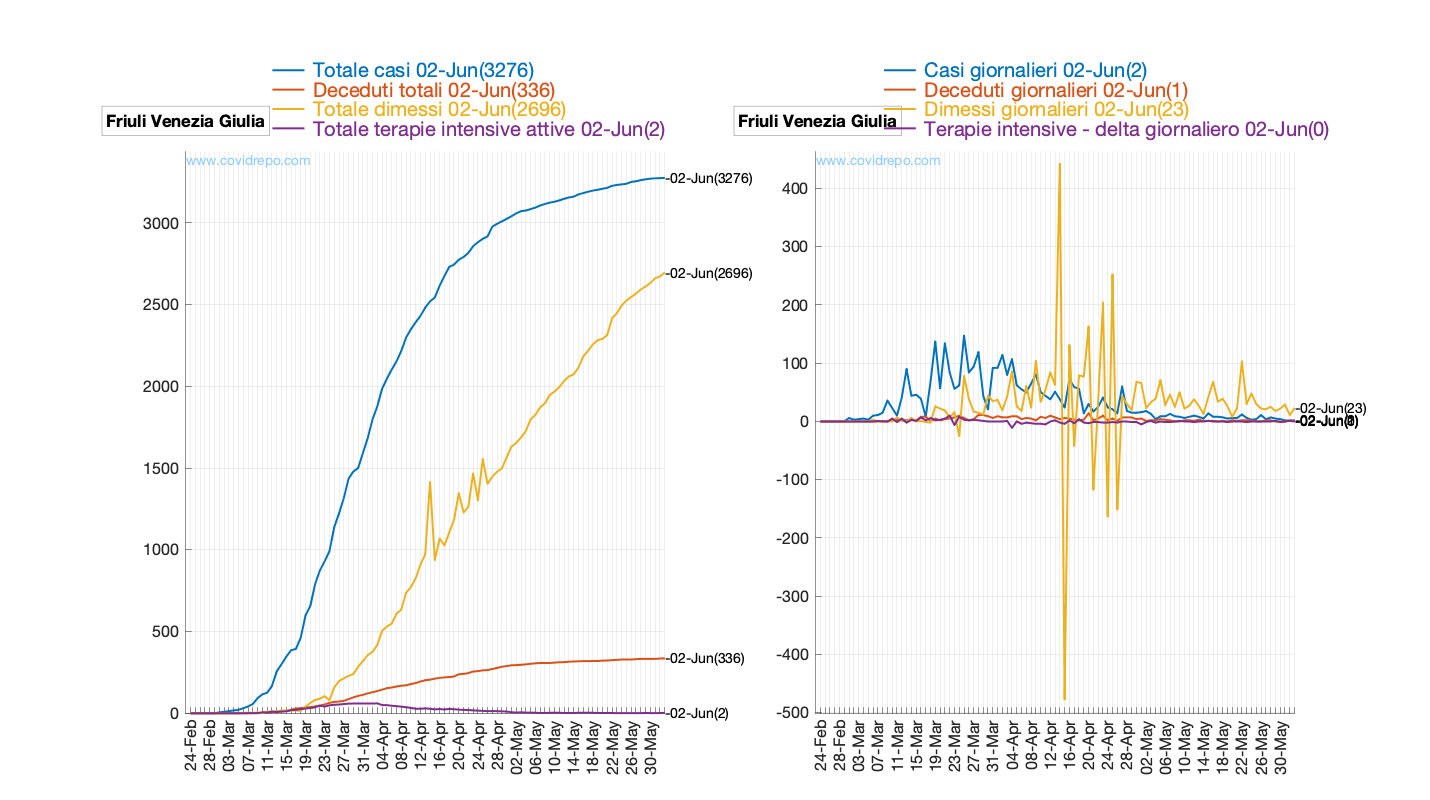 Totale casi 02-Jun(3276)
Deceduti totali 02-Jun(336)
Totale dimessi 02-Jun(2696)
Totale terapie intensive attive 02-Jun(2)
Friuli Venezia Giulia
www.covidrepo.com
3000
2500
2000
1500
1000
500
0
-02-Jun(3276)
-02-Jun(2696)
-02-Jun(336)
-02-Jun(2)
24-Feb
28-Feb
03-Mar
07-Mar
11-Mar
15-Mar
19-Mar
23-Mar
27-Mar
31-Mar
04-Apr
08-Apr
12-Apr
16-Apr
20-Apr
24-Apr
28-Apr
02-May
06-May
10-May
14-May
18-May
22-May
26-May
30-May
Casi giornalieri 02-Jun(2)
Deceduti giornalieri 02-Jun(1)
Dimessi giornalieri 02-Jun(23)
Terapie intensive - delta giornaliero 02-Jun(0)
Friuli Venezia Giulia
www.covidrepo.com
400
300
200
100
0
-100
-200
-300
-400
-500
-02-Jun(23)
24-Feb
28-Feb
03-Mar
07-Mar
11-Mar
15-Mar
19-Mar
23-Mar
27-Mar
31-Mar
04-Apr
08-Apr
12-Apr
16-Apr
20-Apr
24-Apr
28-Apr
02-May
06-May
10-May
14-May
18-May
22-May
26-May
30-May